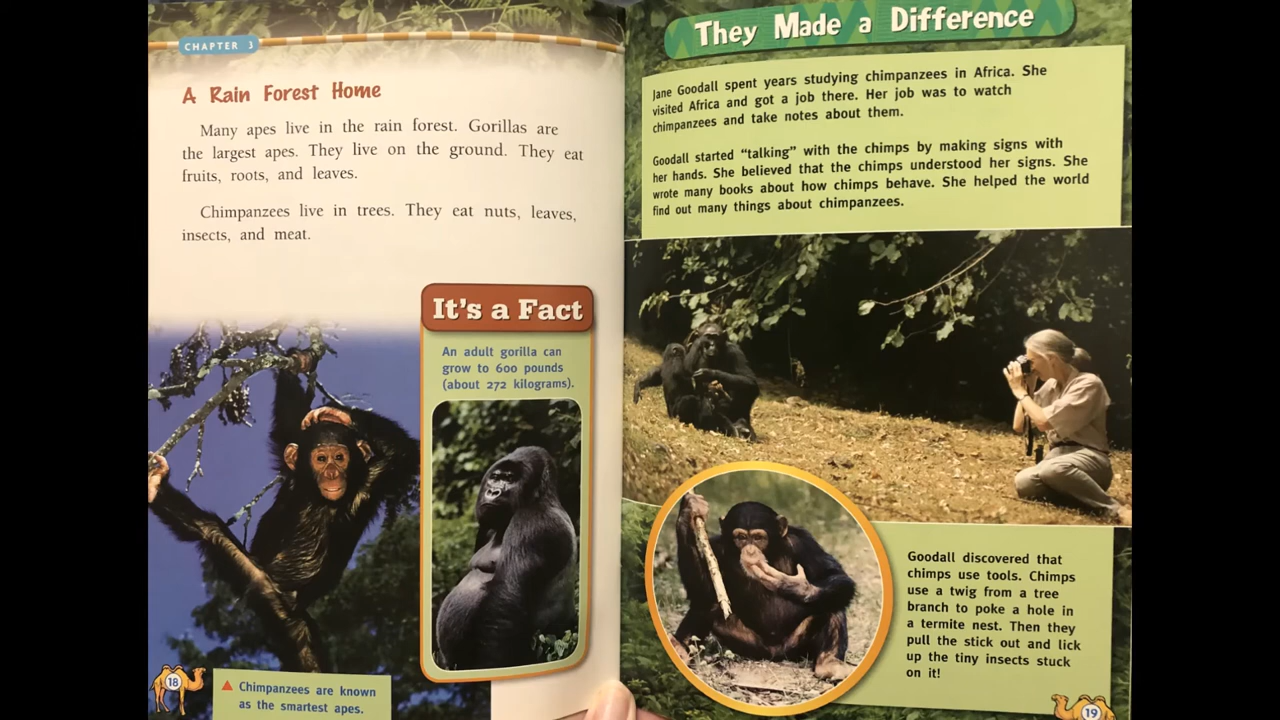 CHAPTER 3
A Rain Forest Home
Many apes live in the rain forest. Gorillas are
the largest apes. They live on the ground. They eat
fruits, roots, and leaves.
Chimpanzees live in trees. They eat nuts, leaves,
insects, and meat.
It's a Fact
An adult gorilla can
grow to 600 pounds
(about 272 kilograms).
▲ Chimpanzees are known
as the smartest apes.
18
They Made a Difference
Jane Goodall spent years studying chimpanzees in Africa. She
visited Africa and got a job there. Her job was to watch
chimpanzees and take notes about them.
Goodall started “talking” with the chimps by making signs with
her hands. She believed that the chimps understood her signs. She
wrote many books about how chimps behave. She helped the world
find out many things about chimpanzees.
Goodall discovered that
chimps use tools. Chimps
use a twig from a tree
branch to poke a hole in
a termite nest. Then they
pull the stick out and lick
up the tiny insects stuck
on it!
19